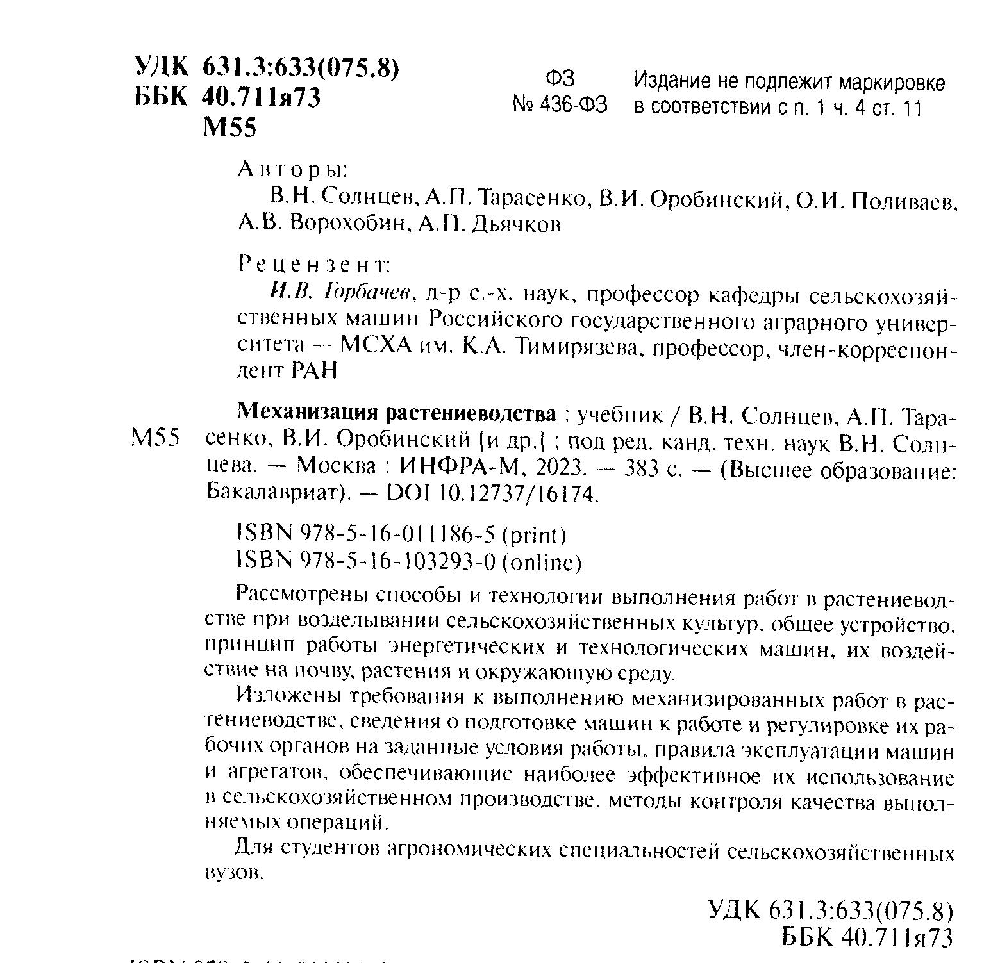 УДК 631.3:633(075.8)
ББК 40.711я73
М55
ФЗ Издание не подлежит маркировке
№ 436-ФЗ в соответствии с п. 1 ч. 4 ст. 11
Авторы:
В.Н. Солнцев, А.П. Тарасенко, В.И. Оробинский, О.И. Поливаев,
А.В. Ворохобин, А.П. Дьячков
Рецензент:
И.В. Горбачев, д-р с.-х. наук, профессор кафедры сельскохозяй-
ственных машин Российского государственного аграрного универ-
ситета — МСХА им. К.А. Тимирязева, профессор, член-корреспон-
дент РАН
Механизация растениеводства : учебник / В.Н. Солнцев, А.П. Тара-
М55 сенко, В.И. Оробинский [и др.] ; под ред. канд. техн. наук В.Н. Солн-
цева. — Москва : ИНФРА-М, 2023. — 383 с. — (Высшее образование:
Бакалавриат). — DOI 10.12737/16174.
ISBN 978-5-16-011186-5 (print)
ISBN 978-5-16-103293-0 (online)
Рассмотрены способы и технологии выполнения работ в растениевод-
стве при возделывании сельскохозяйственных культур, общее устройство,
принцип работы энергетических и технологических машин, их воздей-
ствие на почву, растения и окружающую среду.
Изложены требования к выполнению механизированных работ в рас-
тениеводстве, сведения о подготовке машин к работе и регулировке их ра-
бочих органов на заданные условия работы, правила эксплуатации машин
и агрегатов, обеспечивающие наиболее эффективное их использование
в сельскохозяйственном производстве, методы контроля качества выпол-
няемых операций.
Для студентов агрономических специальностей сельскохозяйственных
вузов.
УДК 631.3:633(075.8)
ББК 40.711я73